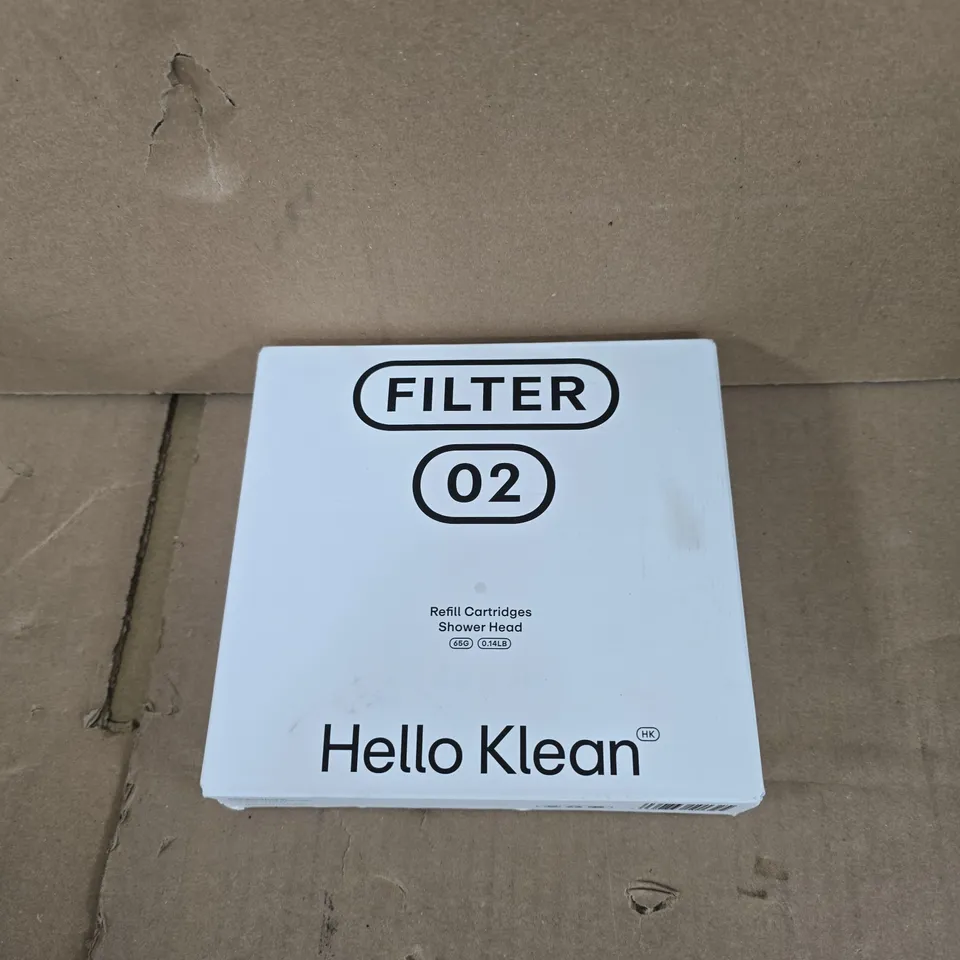 FILTER
02
Refill Cartridges
Shower Head
65G 0.14LB
Hello Klean HK